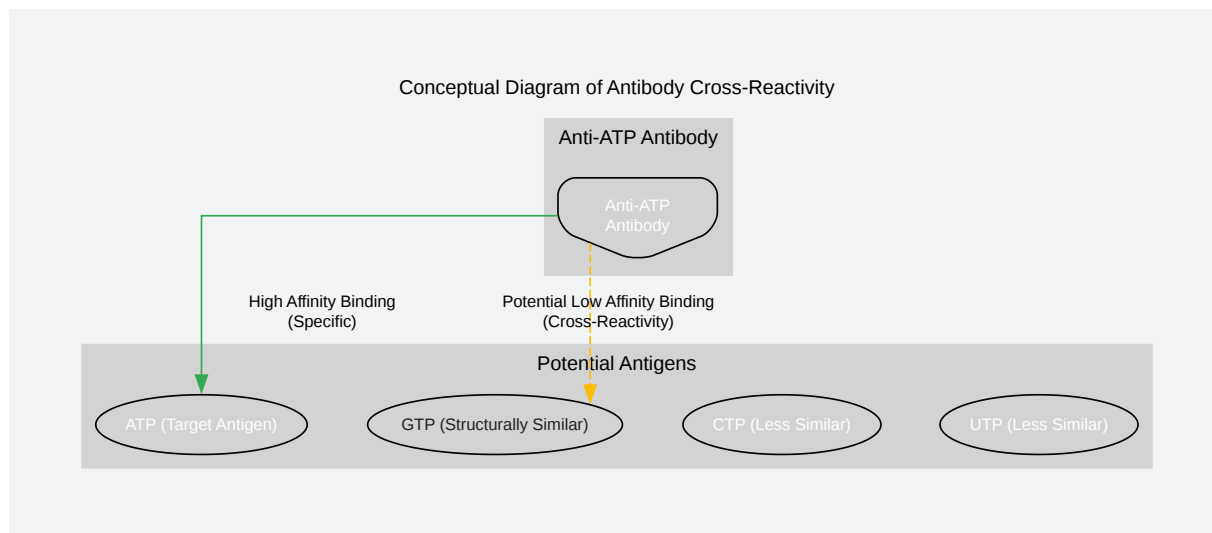 Conceptual Diagram of Antibody Cross-Reactivity
Anti-ATP Antibody
Anti-ATP
Antibody
High Affinity Binding
(Specific)
Potential Low Affinity Binding
(Cross-Reactivity)
Potential Antigens
ATP (Target Antigen)
GTP (Structurally Similar)
CTP (Less Similar)
UTP (Less Similar)